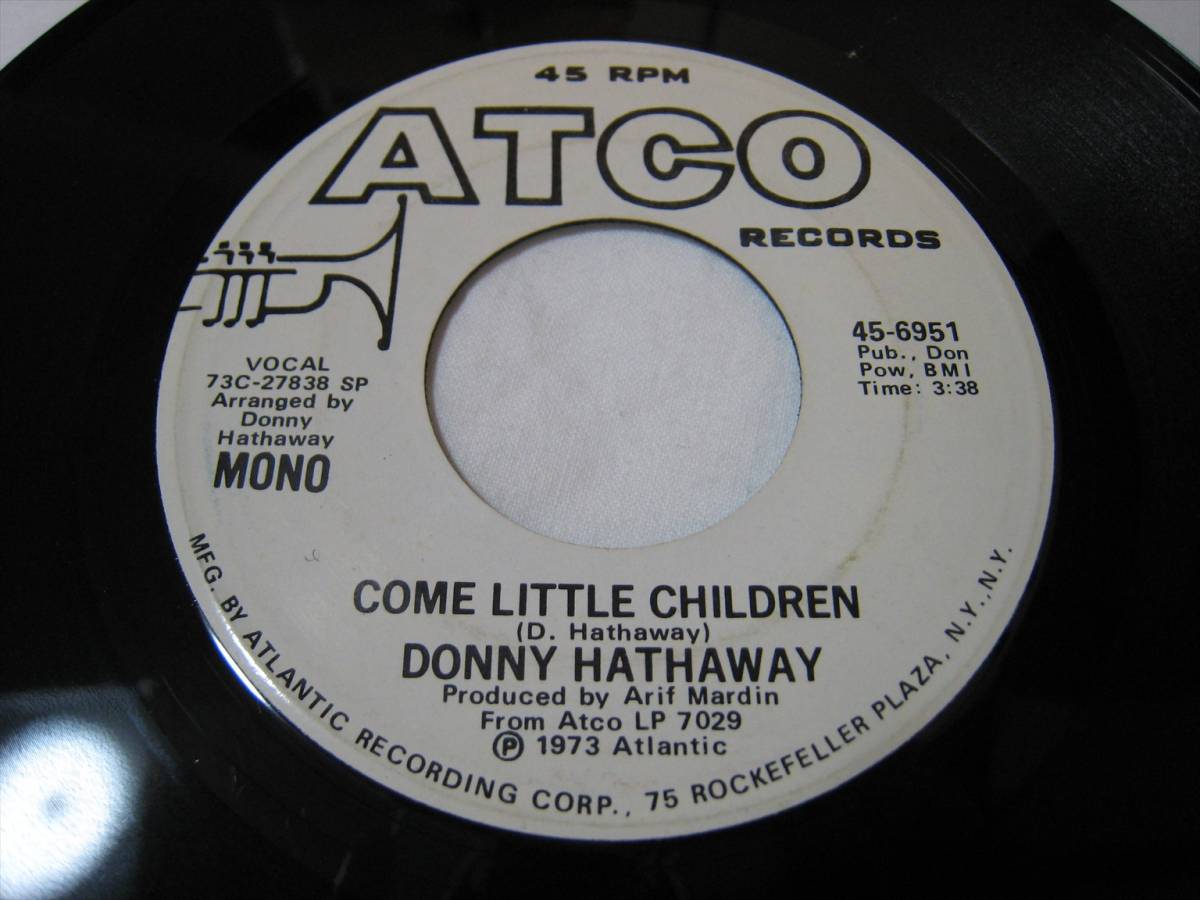 45 RPM
ATCO
RECORDS
VOCAL
73C-27838 SP
Arranged by
Donny
Hathaway
MONO
45-6951
Pub., Don
Pow, BMI
Time: 3:38
COME LITTLE CHILDREN
(D. Hathaway)
DONNY HATHAWAY
Produced by Arif Mardin
From Atco LP 7029
Ⓟ 1973 Atlantic
MFG. BY ATLANTIC RECORDING CORP., 75 ROCKEFELLER PLAZA, N.Y., N.Y.